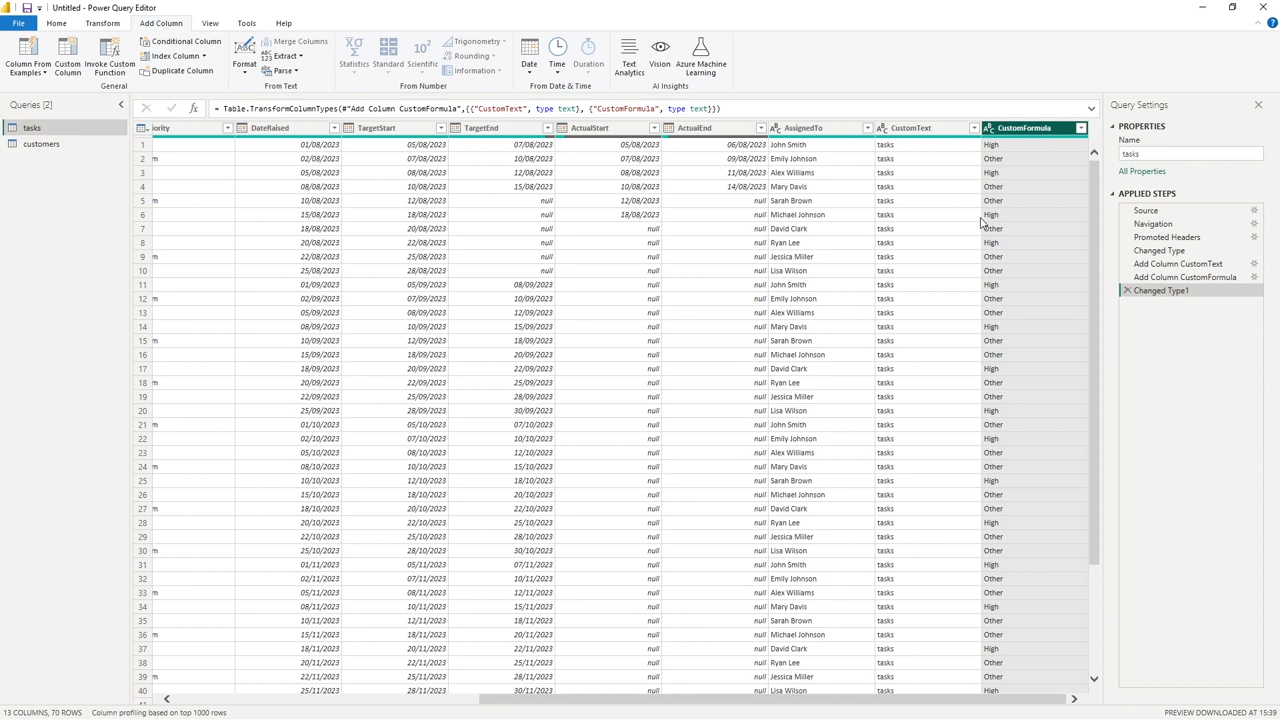 Untitled - Power Query Editor
File Home Transform Add Column View Tools Help
Column From Examples Custom Column Invoke Custom Function
Conditional Column
Index Column
Duplicate Column
General
Format
Merge Columns
Extract
Parse
From Text
Statistics Standard Scientific
Trigonometry
Rounding
Information
From Number
Date Time Duration
From Date & Time
Text Analytics Vision Azure Machine Learning
AI Insights
Queries [2]
tasks
customers
= Table.TransformColumnTypes(#"Add Column CustomFormula",{{"CustomText", type text}, {"CustomFormula", type text}})
iority DateRaised TargetStart TargetEnd ActualStart ActualEnd AssignedTo CustomText CustomFormula
1 01/08/2023 05/08/2023 07/08/2023 05/08/2023 06/08/2023 John Smith tasks High
2 m 02/08/2023 07/08/2023 10/08/2023 07/08/2023 09/08/2023 Emily Johnson tasks Other
3 05/08/2023 08/08/2023 12/08/2023 08/08/2023 11/08/2023 Alex Williams tasks High
4 m 08/08/2023 10/08/2023 15/08/2023 10/08/2023 14/08/2023 Mary Davis tasks Other
5 m 10/08/2023 12/08/2023 null 12/08/2023 null Sarah Brown tasks Other
6 15/08/2023 18/08/2023 null 18/08/2023 null Michael Johnson tasks High
7 18/08/2023 20/08/2023 null null null David Clark tasks Other
8 20/08/2023 22/08/2023 null null null Ryan Lee tasks High
9 m 22/08/2023 25/08/2023 null null null Jessica Miller tasks Other
10 25/08/2023 28/08/2023 null null null Lisa Wilson tasks Other
11 01/09/2023 05/09/2023 08/09/2023 null null John Smith tasks High
12 m 02/09/2023 07/09/2023 10/09/2023 null null Emily Johnson tasks Other
13 05/09/2023 08/09/2023 12/09/2023 null null Alex Williams tasks Other
14 08/09/2023 10/09/2023 15/09/2023 null null Mary Davis tasks High
15 m 10/09/2023 12/09/2023 18/09/2023 null null Sarah Brown tasks Other
16 15/09/2023 18/09/2023 20/09/2023 null null Michael Johnson tasks Other
17 18/09/2023 20/09/2023 22/09/2023 null null David Clark tasks High
18 m 20/09/2023 22/09/2023 25/09/2023 null null Ryan Lee tasks Other
19 22/09/2023 25/09/2023 28/09/2023 null null Jessica Miller tasks Other
20 25/09/2023 28/09/2023 30/09/2023 null null Lisa Wilson tasks High
21 m 01/10/2023 05/10/2023 07/10/2023 null null John Smith tasks Other
22 02/10/2023 07/10/2023 10/10/2023 null null Emily Johnson tasks High
23 05/10/2023 08/10/2023 12/10/2023 null null Alex Williams tasks Other
24 m 08/10/2023 10/10/2023 15/10/2023 null null Mary Davis tasks Other
25 10/10/2023 12/10/2023 18/10/2023 null null Sarah Brown tasks High
26 15/10/2023 18/10/2023 20/10/2023 null null Michael Johnson tasks Other
27 m 18/10/2023 20/10/2023 22/10/2023 null null David Clark tasks Other
28 20/10/2023 22/10/2023 25/10/2023 null null Ryan Lee tasks High
29 22/10/2023 25/10/2023 28/10/2023 null null Jessica Miller tasks Other
30 m 25/10/2023 28/10/2023 30/10/2023 null null Lisa Wilson tasks Other
31 01/11/2023 05/11/2023 07/11/2023 null null John Smith tasks High
32 02/11/2023 07/11/2023 10/11/2023 null null Emily Johnson tasks Other
33 m 05/11/2023 08/11/2023 12/11/2023 null null Alex Williams tasks Other
34 08/11/2023 10/11/2023 15/11/2023 null null Mary Davis tasks High
35 10/11/2023 12/11/2023 18/11/2023 null null Sarah Brown tasks Other
36 m 15/11/2023 18/11/2023 20/11/2023 null null Michael Johnson tasks Other
37 18/11/2023 20/11/2023 22/11/2023 null null David Clark tasks High
38 20/11/2023 22/11/2023 25/11/2023 null null Ryan Lee tasks Other
39 m 22/11/2023 25/11/2023 28/11/2023 null null Jessica Miller tasks Other
40 25/11/2023 28/11/2023 30/11/2023 null null Lisa Wilson tasks High
Query Settings
PROPERTIES
Name
tasks
All Properties
APPLIED STEPS
Source
Navigation
Promoted Headers
Changed Type
Add Column CustomText
Add Column CustomFormula
Changed Type1
13 COLUMNS, 70 ROWS Column profiling based on top 1000 rows
PREVIEW DOWNLOADED AT 15:39